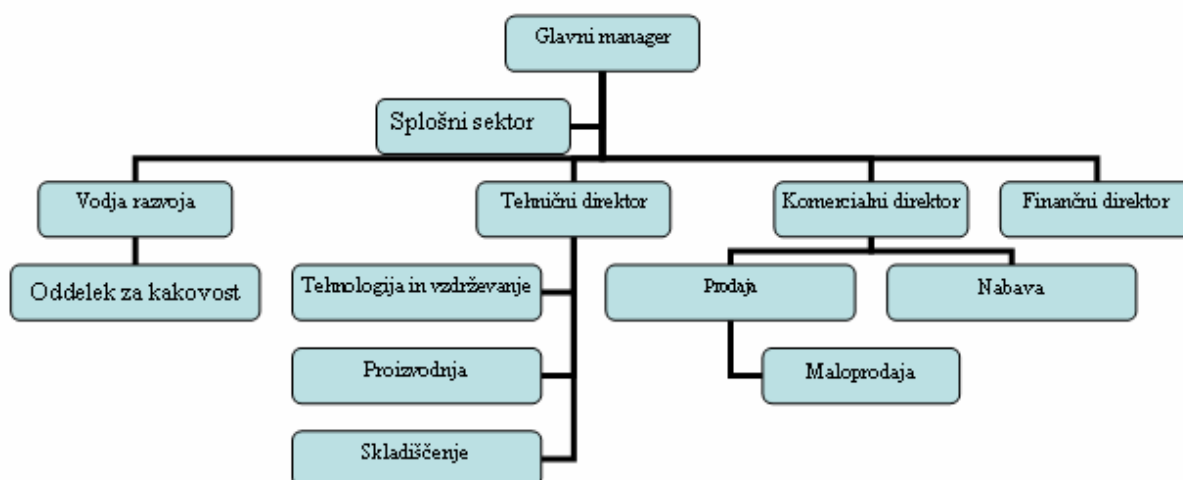 Glavni manager
Splošni sektor
Vodja razvoja
Tehnični direktor
Komercialni direktor
Finančni direktor
Oddelek za kakovost
Tehnologija in vzdrževanje
Prodaja
Nabava
Proizvodnja
Maloprodaja
Skladiščenje